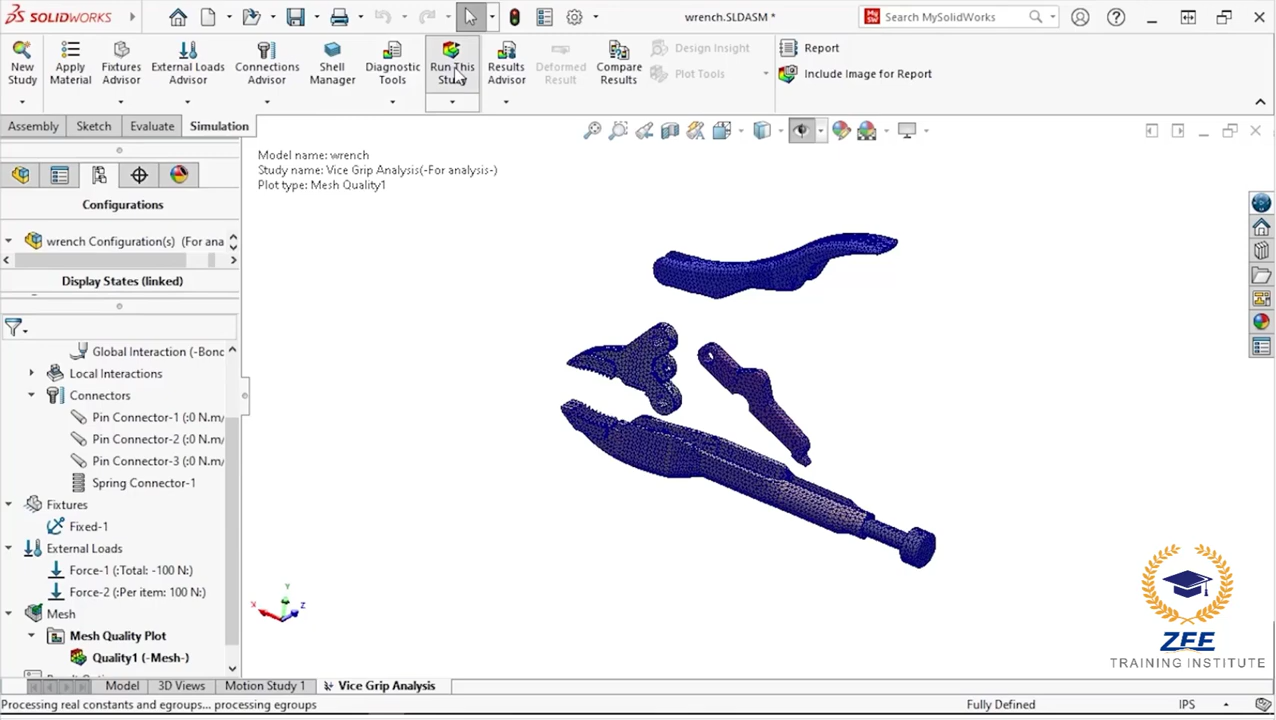 SOLIDWORKS
wrench.SLDASM *
Search MySolidWorks
New Study
Apply Material
Fixtures Advisor
External Loads Advisor
Connections Advisor
Shell Manager
Diagnostic Tools
Run This Study
Results Advisor
Deformed Result
Compare Results
Design Insight
Plot Tools
Report
Include Image for Report
Assembly
Sketch
Evaluate
Simulation
Model name: wrench
Study name: Vice Grip Analysis(-For analysis-)
Plot type: Mesh Quality1
Configurations
wrench Configuration(s) (For ana
Display States (linked)
Global Interaction (-Bonc
Local Interactions
Connectors
Pin Connector-1 (:0 N.m/
Pin Connector-2 (:0 N.m/
Pin Connector-3 (:0 N.m/
Spring Connector-1
Fixtures
Fixed-1
External Loads
Force-1 (:Total: -100 N:)
Force-2 (:Per item: 100 N:)
Mesh
Mesh Quality Plot
Quality1 (-Mesh-)
Y
X
Z
ZEE
TRAINING INSTITUTE
Model
3D Views
Motion Study 1
Vice Grip Analysis
Processing real constants and egroups... processing egroups
Fully Defined
IPS